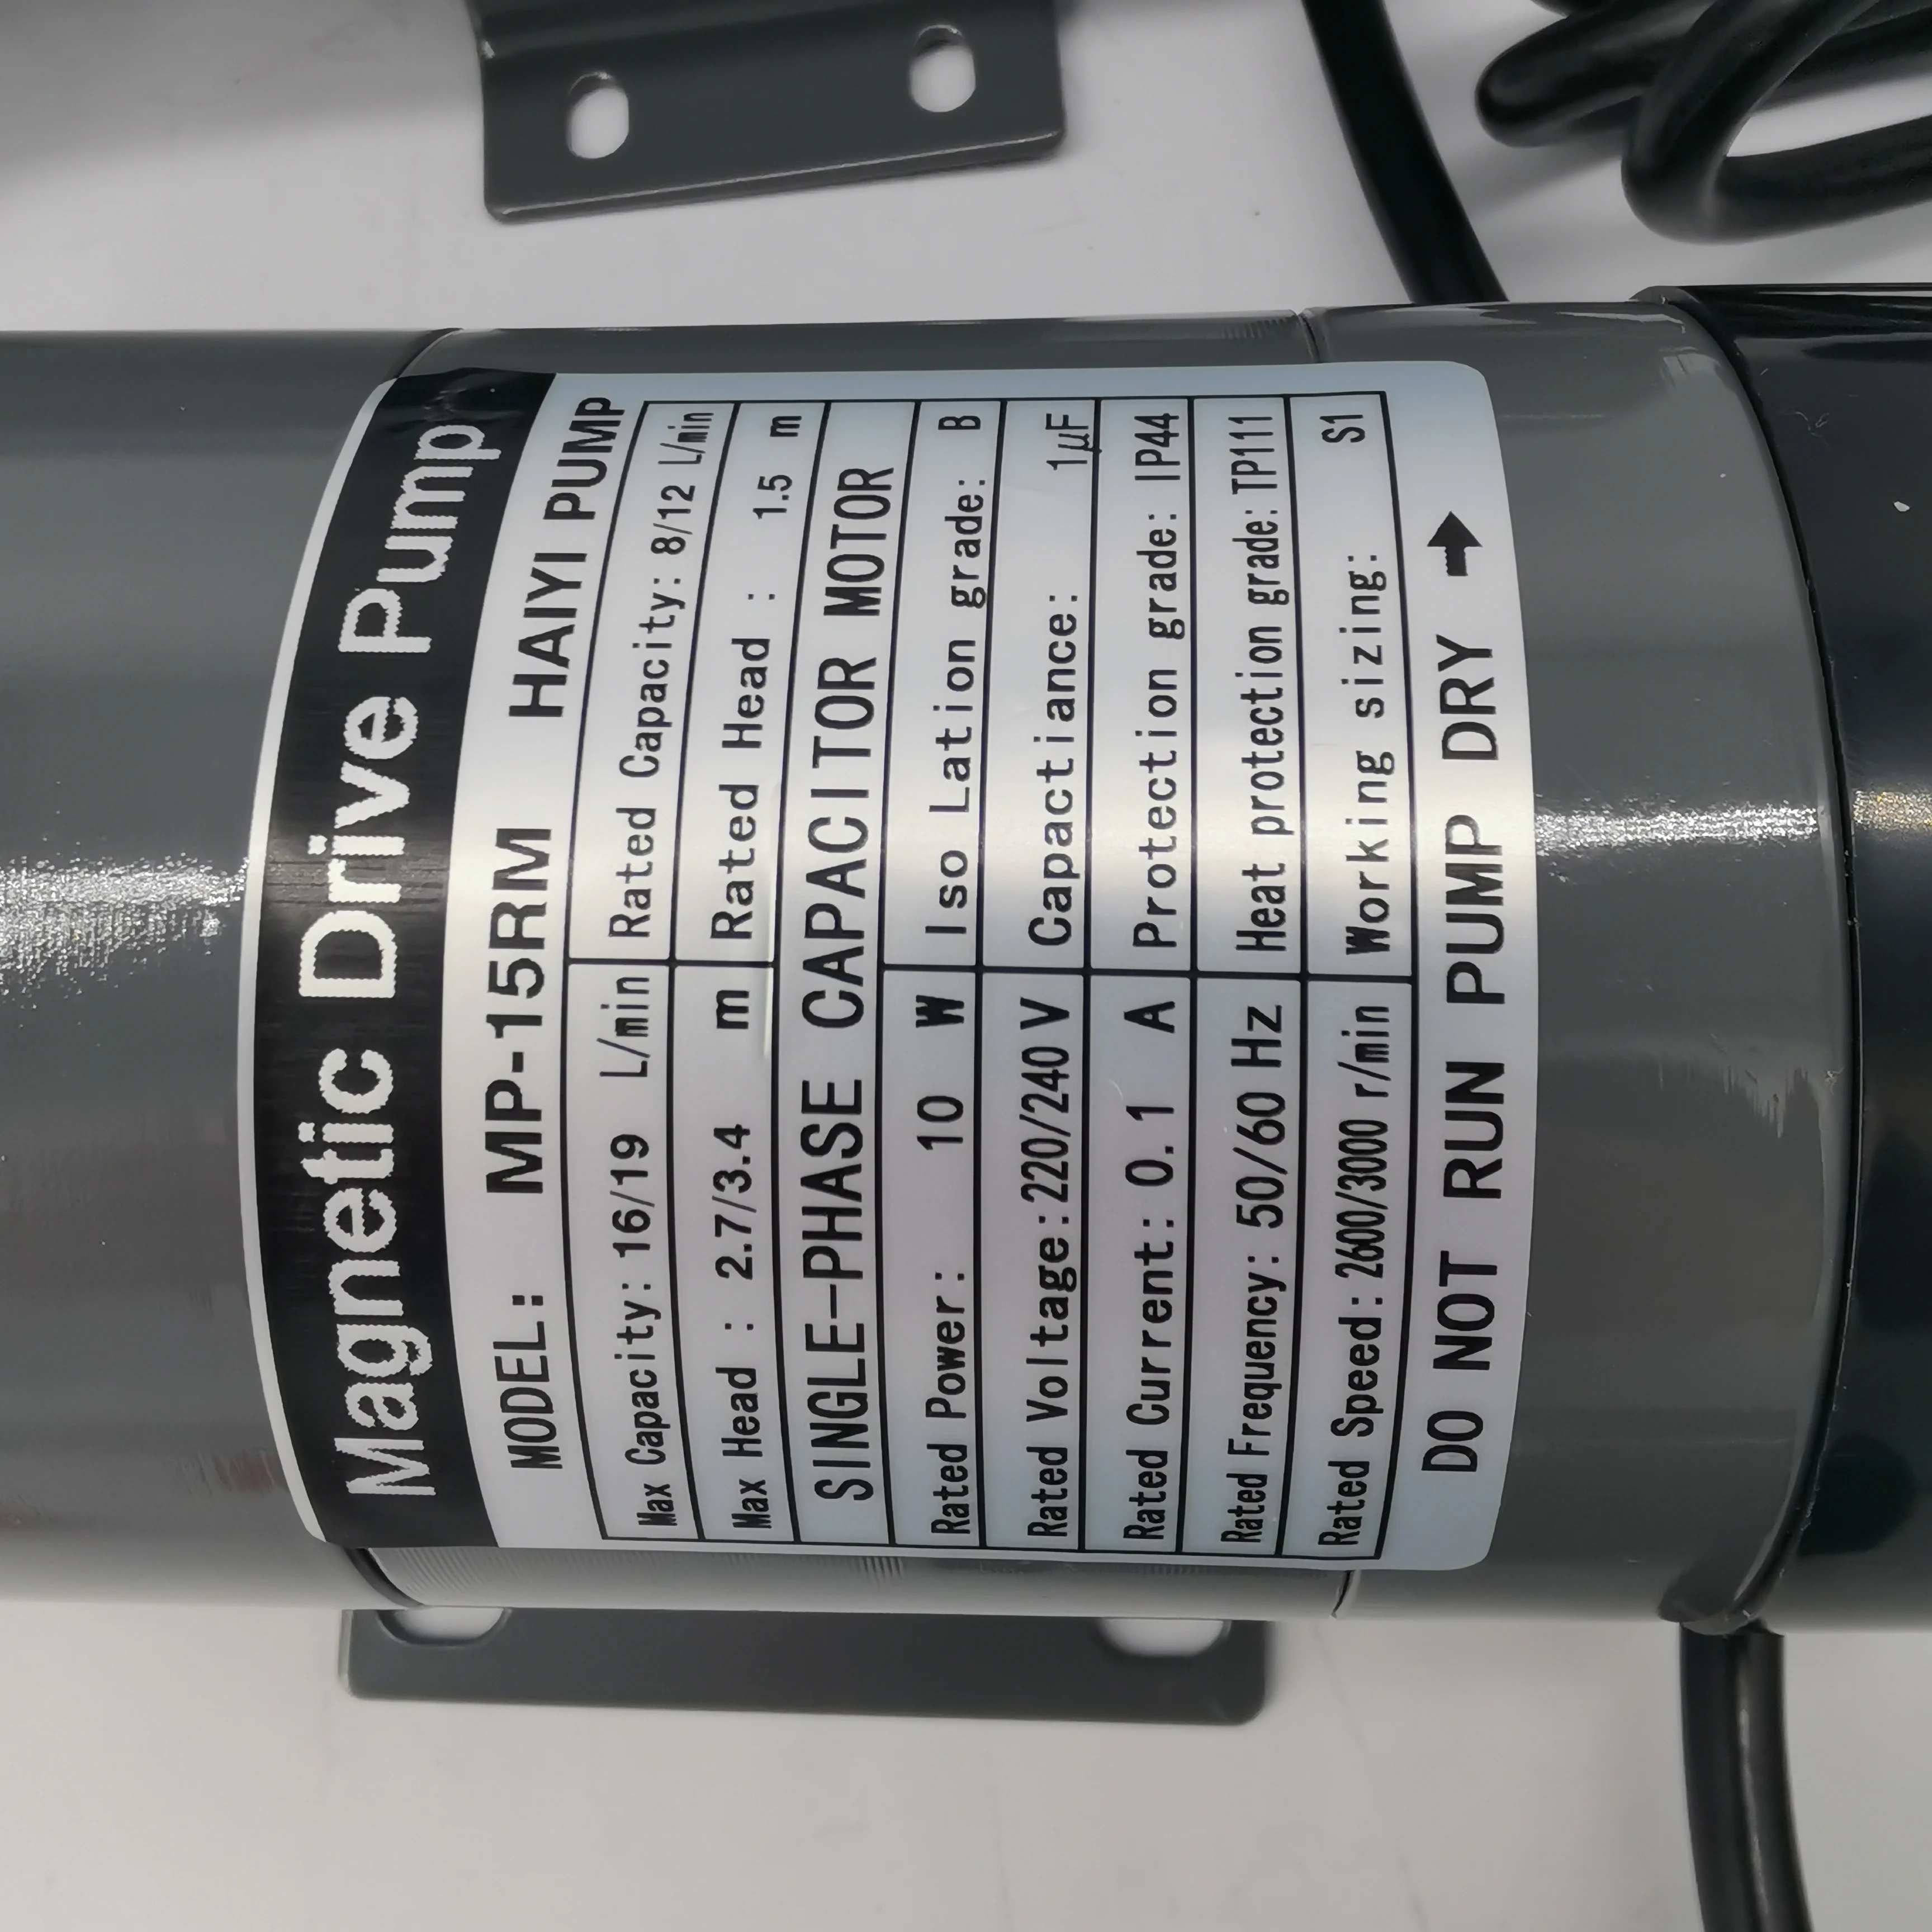 Magnetic Drive Pump
MODEL: MP-15RM HAIYI PUMP
Max Capacity: 16/19 L/min Rated Capacity: 8/12 L/min
Max Head : 2.7/3.4 m Rated Head : 1.5 m
SINGLE-PHASE CAPACITOR MOTOR
Rated Power: 10 W Iso Lation grade: B
Rated Voltage: 220/240 V Capactiance: 1μF
Rated Current: 0.1 A Protection grade: IP44
Rated Frequency: 50/60 Hz Heat protection grade: TP111
Rated Speed: 2600/3000 r/min Working sizing: S1
DO NOT RUN PUMP DRY →